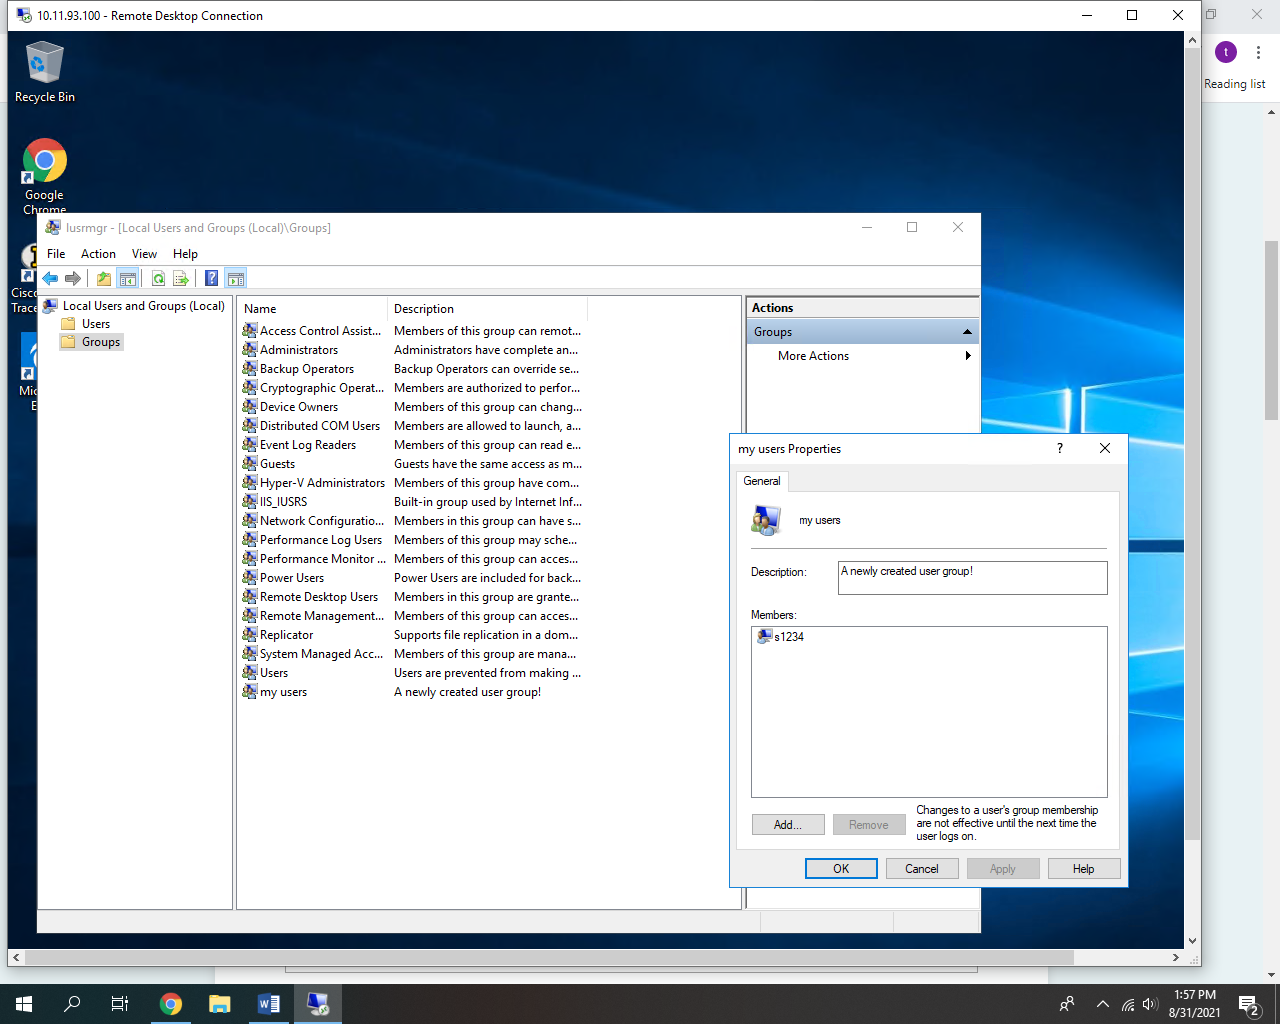 10.11.93.100 - Remote Desktop Connection
t
Reading list
Recycle Bin
Google
Chrome
Cisc
Trace
Mic
E
lusrmgr - [Local Users and Groups (Local)\Groups]
File Action View Help
Local Users and Groups (Local)
Users
Groups
Name Description
Access Control Assist... Members of this group can remot...
Administrators Administrators have complete an...
Backup Operators Backup Operators can override se...
Cryptographic Operat... Members are authorized to perfor...
Device Owners Members of this group can chang...
Distributed COM Users Members are allowed to launch, a...
Event Log Readers Members of this group can read e...
Guests Guests have the same access as m...
Hyper-V Administrators Members of this group have com...
IIS_IUSRS Built-in group used by Internet Inf...
Network Configuratio... Members in this group can have s...
Performance Log Users Members of this group may sche...
Performance Monitor ... Members of this group can acces...
Power Users Power Users are included for back...
Remote Desktop Users Members in this group are grante...
Remote Management... Members of this group can acces...
Replicator Supports file replication in a dom...
System Managed Acc... Members of this group are mana...
Users Users are prevented from making ...
my users A newly created user group!
Actions
Groups
More Actions
my users Properties
?
General
my users
Description: A newly created user group!
Members:
s1234
Add... Remove
Changes to a user's group membership
are not effective until the next time the
user logs on.
OK Cancel Apply Help
1:57 PM
8/31/2021
2